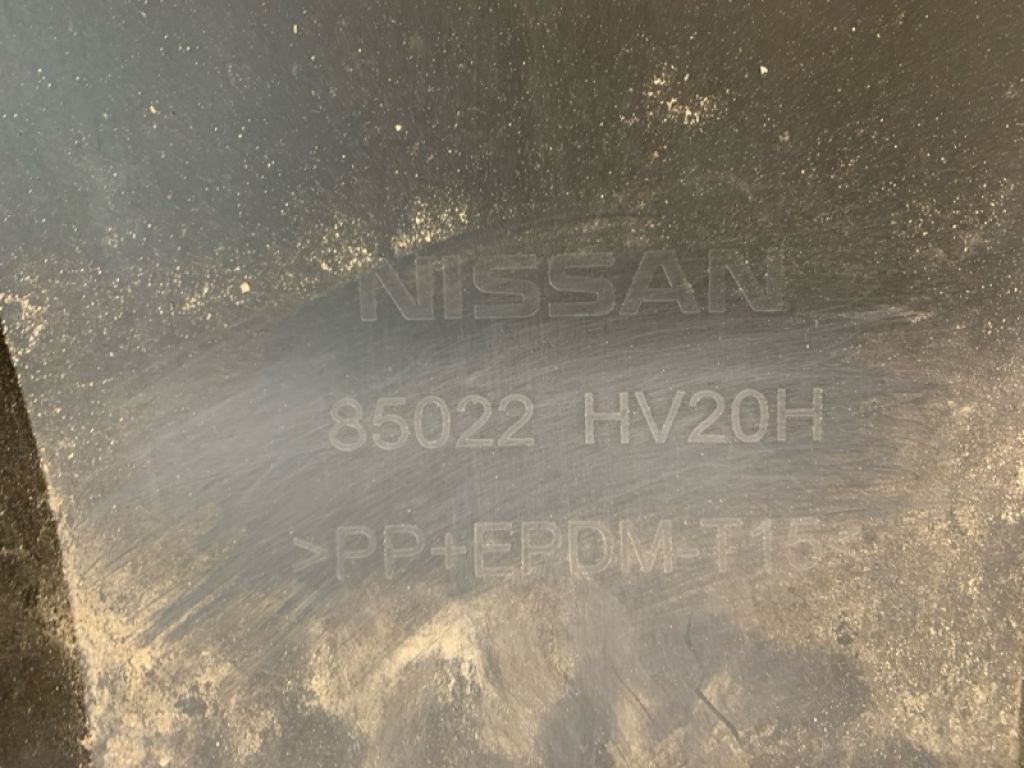 NISSAN
85022 HV20H
>PP+EPDM-T15<